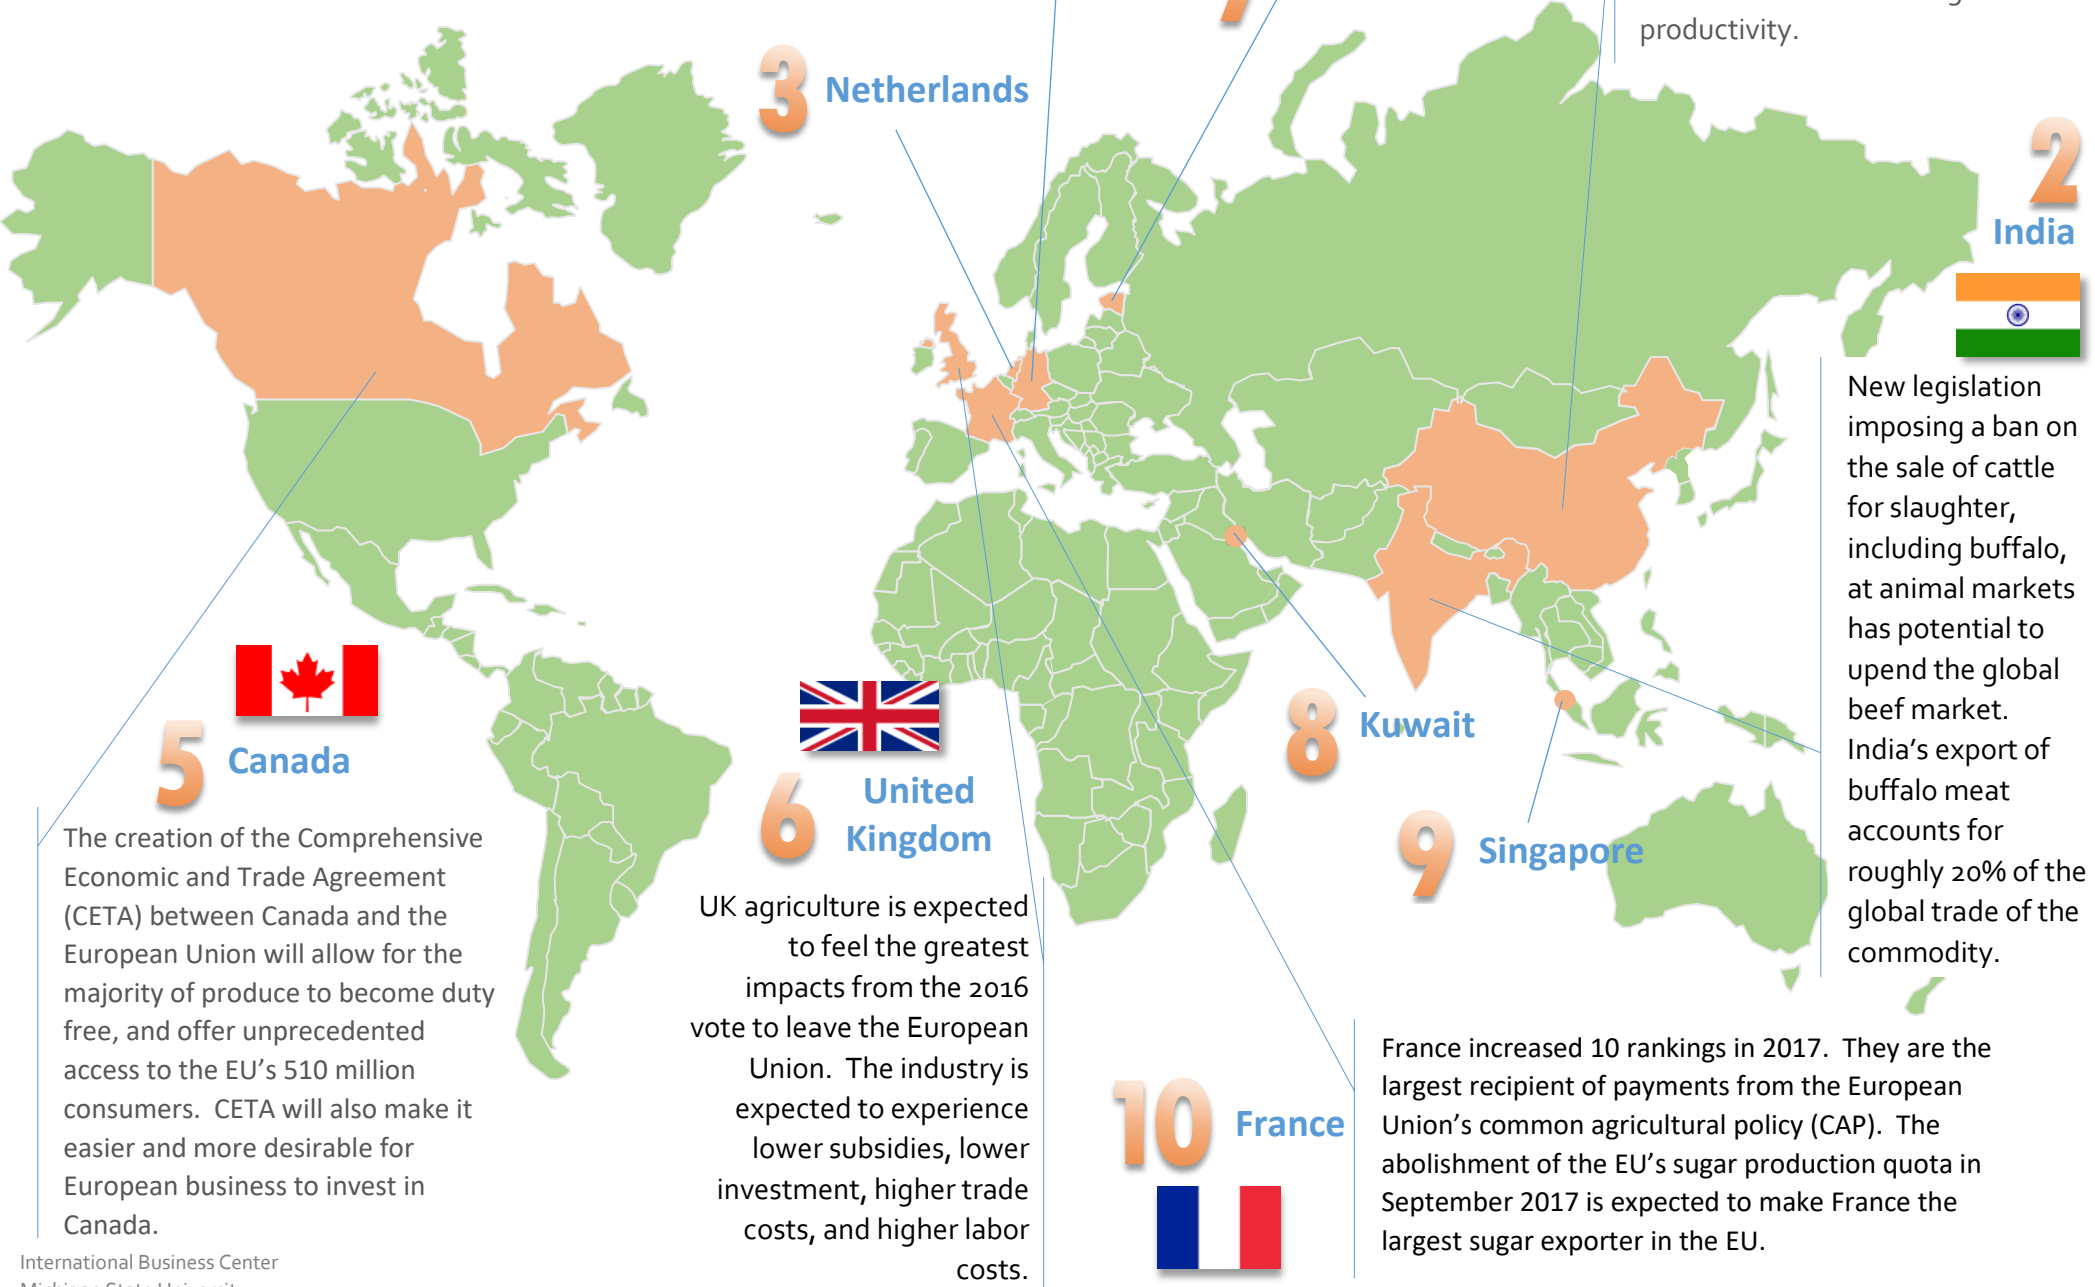 productivity.
3 Netherlands
2
India
New legislation
imposing a ban on
the sale of cattle
for slaughter,
including buffalo,
at animal markets
has potential to
upend the global
beef market.
India’s export of
buffalo meat
accounts for
roughly 20% of the
global trade of the
commodity.
5 Canada
The creation of the Comprehensive
Economic and Trade Agreement
(CETA) between Canada and the
European Union will allow for the
majority of produce to become duty
free, and offer unprecedented
access to the EU’s 510 million
consumers.  CETA will also make it
easier and more desirable for
European business to invest in
Canada.
6 United
Kingdom
UK agriculture is expected
to feel the greatest
impacts from the 2016
vote to leave the European
Union.  The industry is
expected to experience
lower subsidies, lower
investment, higher trade
costs, and higher labor
costs.
8 Kuwait
9 Singapore
10 France
France increased 10 rankings in 2017.  They are the
largest recipient of payments from the European
Union’s common agricultural policy (CAP).  The
abolishment of the EU’s sugar production quota in
September 2017 is expected to make France the
largest sugar exporter in the EU.
International Business Center
Michigan State University